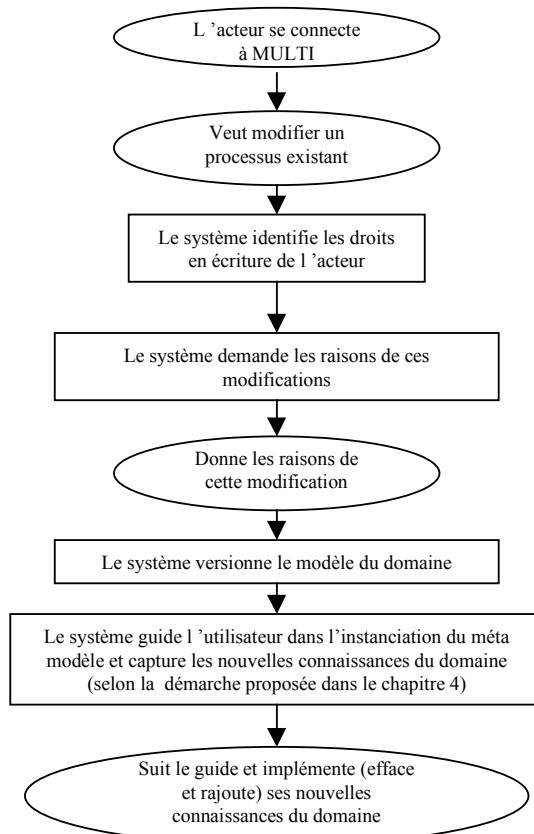 L ’acteur se connecte
à MULTI
Veut modifier un
processus existant
Le système identifie les droits
en écriture de l ’acteur
Le système demande les raisons de ces
modifications
Donne les raisons de
cette modification
Le système versionne le modèle du domaine
Le système guide l ’utilisateur dans l’instanciation du méta
modèle et capture les nouvelles connaissances du domaine
(selon la démarche proposée dans le chapitre 4)
Suit le guide et implémente (efface
et rajoute) ses nouvelles
connaissances du domaine